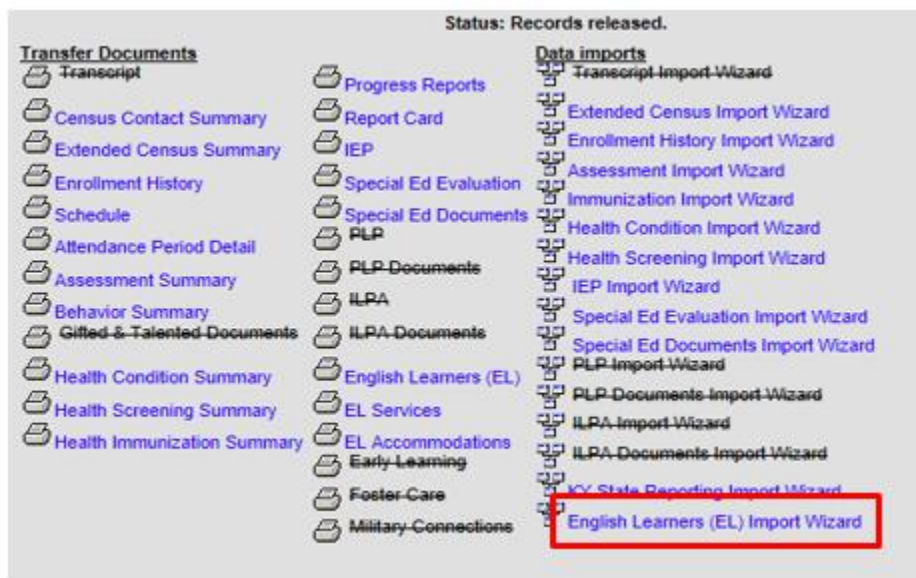 Status: Records released.
Transfer Documents
Transcript
Census Contact Summary
Extended Census Summary
Enrollment History
Schedule
Attendance Period Detail
Assessment Summary
Behavior Summary
Gifted & Talented Documents
Health Condition Summary
Health Screening Summary
Health Immunization Summary
Progress Reports
Report Card
IEP
Special Ed Evaluation
Special Ed Documents
PLP
PLP Documents
ILPA
ILPA Documents
English Learners (EL)
EL Services
EL Accommodations
Early Learning
Foster Care
Military Connections
Data imports
Transcript Import Wizard
Extended Census Import Wizard
Enrollment History Import Wizard
Assessment Import Wizard
Immunization Import Wizard
Health Condition Import Wizard
Health Screening Import Wizard
IEP Import Wizard
Special Ed Evaluation Import Wizard
Special Ed Documents Import Wizard
PLP Import Wizard
PLP Documents Import Wizard
ILPA Import Wizard
ILPA Documents Import Wizard
KY State Reporting Import Wizard
English Learners (EL) Import Wizard